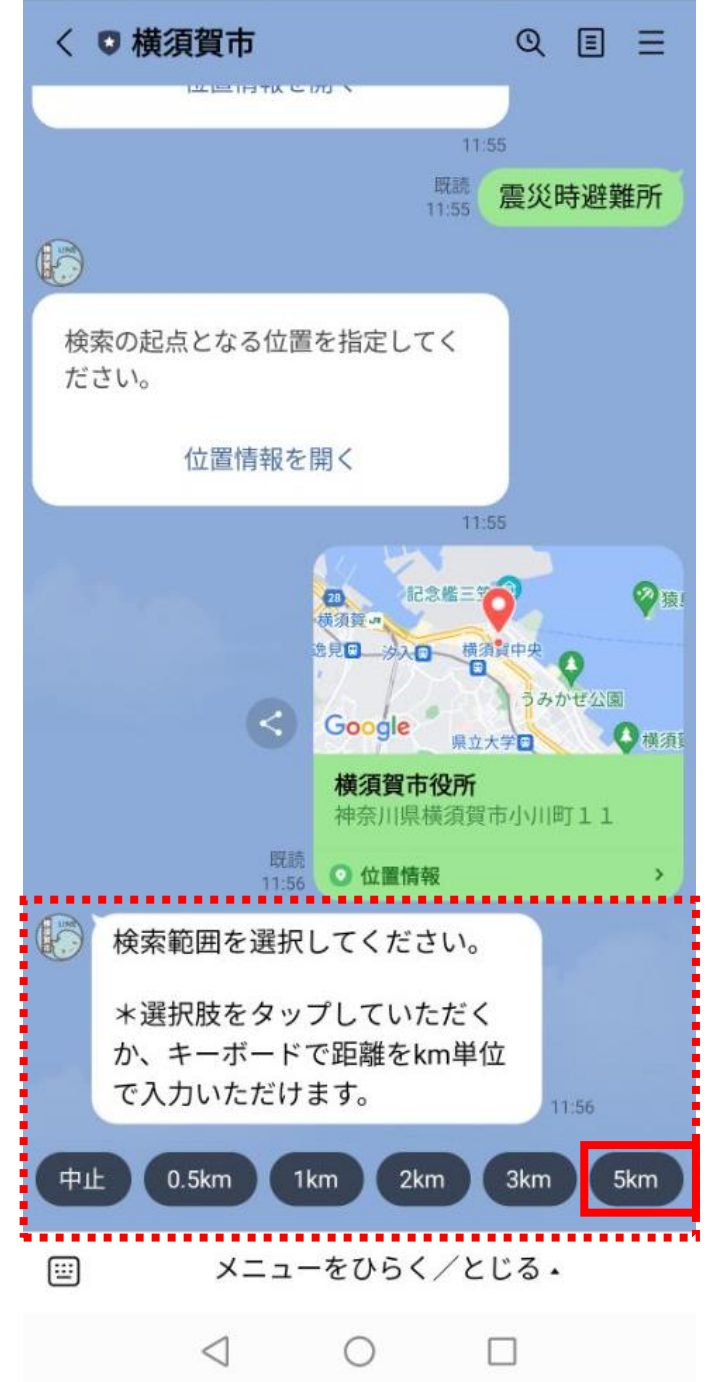 横須賀市
位置情報を開く
11:55
既読
11:55
震災時避難所
LINE
検索の起点となる位置を指定してく
ださい。
位置情報を開く
11:55
28
記念艦三笠
猿島
横須賀 JR
逸見
汐入
横須賀中央
うみかぜ公園
Google
県立大学
横須賀
横須賀市役所
神奈川県横須賀市小川町１１
既読
11:56
位置情報
LINE
検索範囲を選択してください。
＊選択肢をタップしていただく
か、キーボードで距離をkm単位
で入力いただけます。
11:56
中止
0.5km
1km
2km
3km
5km
メニューをひらく／とじる